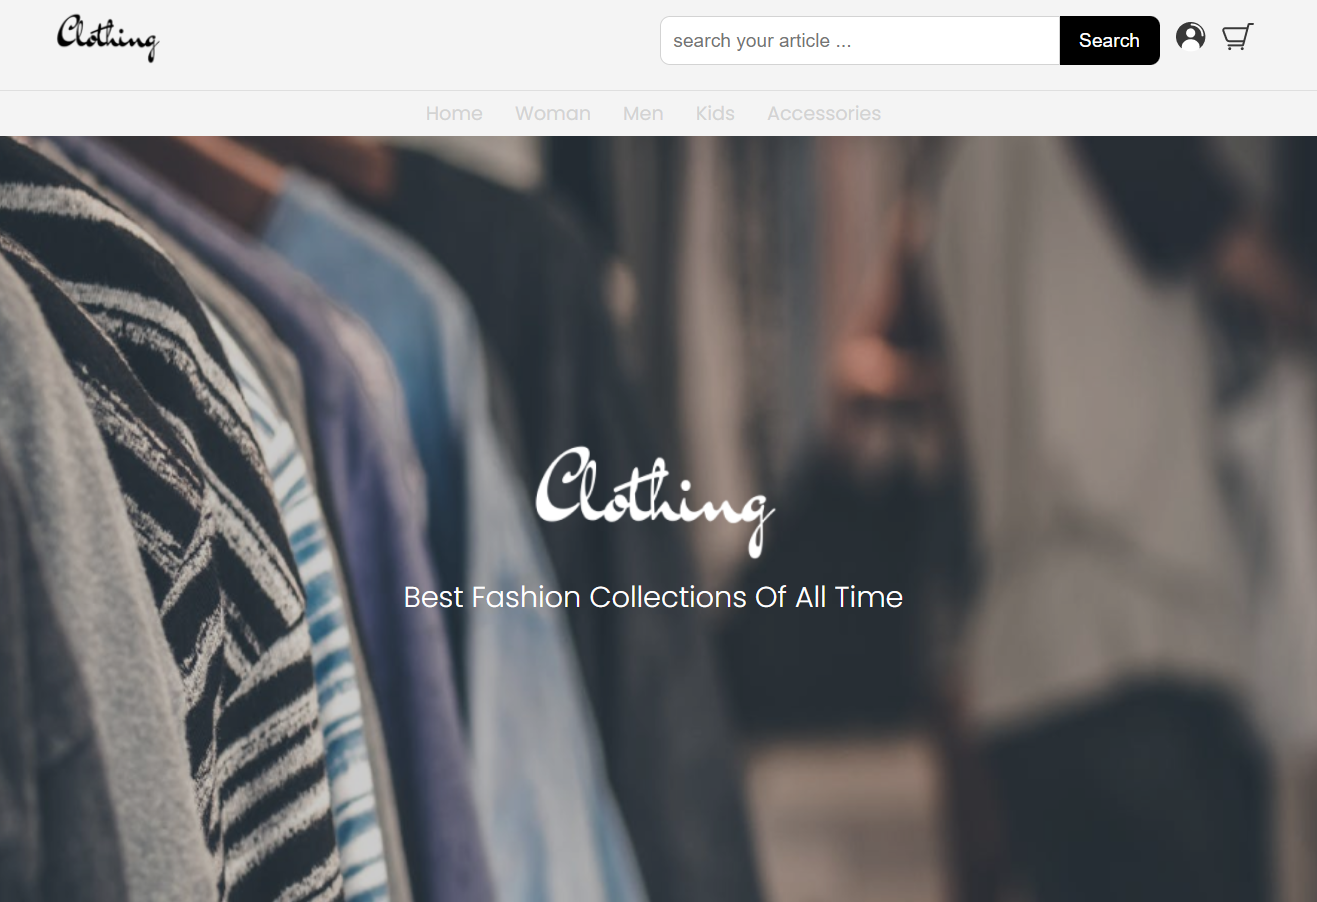 Clothing
search your article ...
Search
Home Woman Men Kids Accessories
Clothing
Best Fashion Collections Of All Time